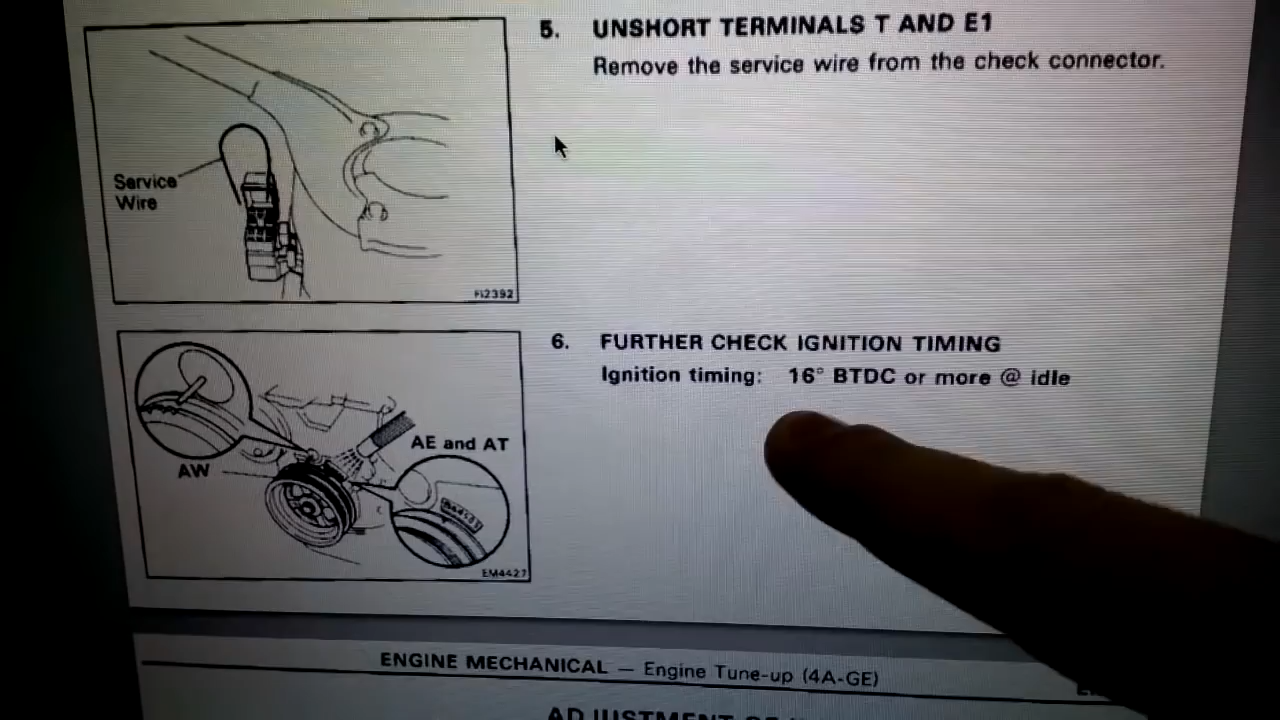 5. UNSHORT TERMINALS T AND E1
Remove the service wire from the check connector.
Service
Wire
FI2392
6. FURTHER CHECK IGNITION TIMING
Ignition timing: 16° BTDC or more @ idle
AE and AT
AW
EM4427
ENGINE MECHANICAL — Engine Tune-up (4A-GE)